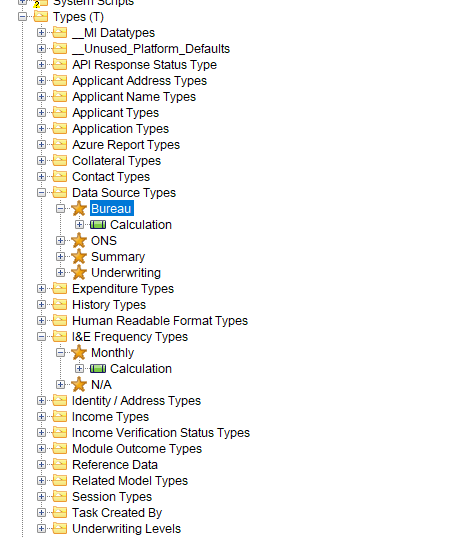 System Scripts
Types (T)
__MI Datatypes
__Unused_Platform_Defaults
API Response Status Type
Applicant Address Types
Applicant Name Types
Applicant Types
Application Types
Azure Report Types
Collateral Types
Contact Types
Data Source Types
Bureau
Calculation
ONS
Summary
Underwriting
Expenditure Types
History Types
Human Readable Format Types
I&E Frequency Types
Monthly
Calculation
N/A
Identity / Address Types
Income Types
Income Verification Status Types
Module Outcome Types
Reference Data
Related Model Types
Session Types
Task Created By
Underwriting Levels